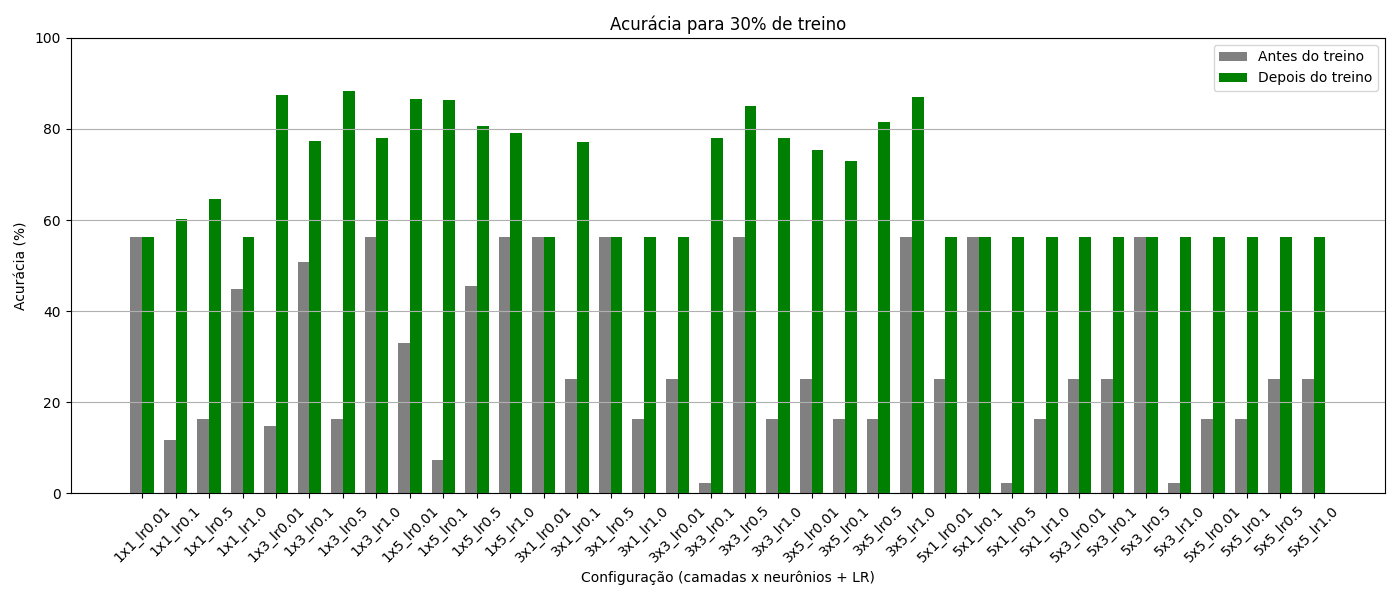 Acurácia para 30% de treino
Antes do treino
Depois do treino
Acurácia (%)
100
80
60
40
20
0
1x1_lr0.01
1x1_lr0.1
1x1_lr0.5
1x1_lr1.0
1x3_lr0.01
1x3_lr0.1
1x3_lr0.5
1x3_lr1.0
1x5_lr0.01
1x5_lr0.1
1x5_lr0.5
1x5_lr1.0
3x1_lr0.01
3x1_lr0.1
3x1_lr0.5
3x1_lr1.0
3x3_lr0.01
3x3_lr0.1
3x3_lr0.5
3x3_lr1.0
3x5_lr0.01
3x5_lr0.1
3x5_lr0.5
3x5_lr1.0
5x1_lr0.01
5x1_lr0.1
5x1_lr0.5
5x1_lr1.0
5x3_lr0.01
5x3_lr0.1
5x3_lr0.5
5x3_lr1.0
5x5_lr0.01
5x5_lr0.1
5x5_lr0.5
5x5_lr1.0
Configuração (camadas x neurônios + LR)